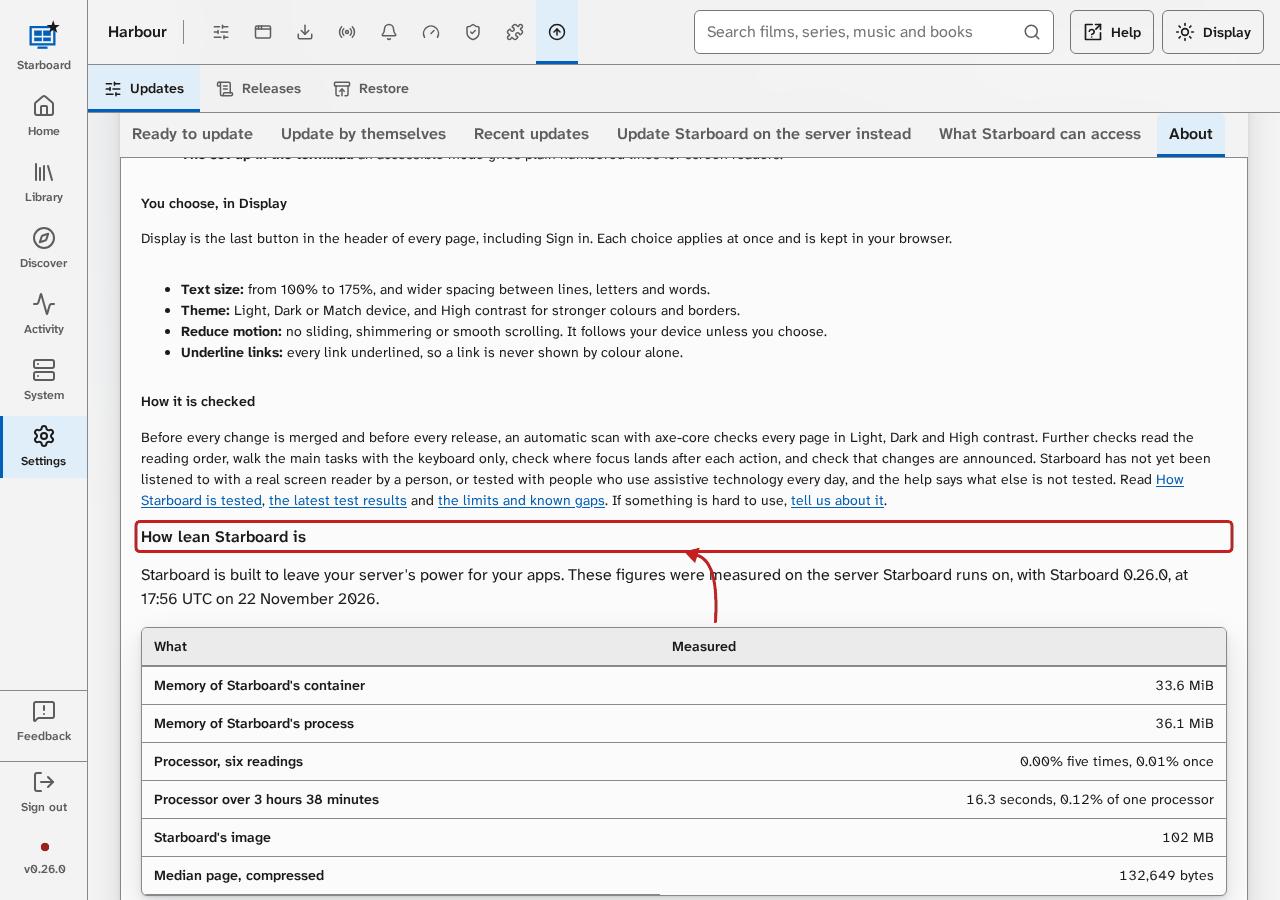 Starboard
Home
Library
Discover
Activity
System
Settings
Feedback
Sign out
v0.26.0
Harbour
Search films, series, music and books
Help
Display
Updates
Releases
Restore
Ready to update
Update by themselves
Recent updates
Update Starboard on the server instead
What Starboard can access
About
You choose, in Display
Display is the last button in the header of every page, including Sign in. Each choice applies at once and is kept in your browser.
Text size: from 100% to 175%, and wider spacing between lines, letters and words.
Theme: Light, Dark or Match device, and High contrast for stronger colours and borders.
Reduce motion: no sliding, shimmering or smooth scrolling. It follows your device unless you choose.
Underline links: every link underlined, so a link is never shown by colour alone.
How it is checked
Before every change is merged and before every release, an automatic scan with axe-core checks every page in Light, Dark and High contrast. Further checks read the
reading order, walk the main tasks with the keyboard only, check where focus lands after each action, and check that changes are announced. Starboard has not yet been
listened to with a real screen reader by a person, or tested with people who use assistive technology every day, and the help says what else is not tested. Read How
Starboard is tested, the latest test results and the limits and known gaps. If something is hard to use, tell us about it.
How lean Starboard is
Starboard is built to leave your server's power for your apps. These figures were measured on the server Starboard runs on, with Starboard 0.26.0, at
17:56 UTC on 22 November 2026.
What Measured
Memory of Starboard's container 33.6 MiB
Memory of Starboard's process 36.1 MiB
Processor, six readings 0.00% five times, 0.01% once
Processor over 3 hours 38 minutes 16.3 seconds, 0.12% of one processor
Starboard's image 102 MB
Median page, compressed 132,649 bytes